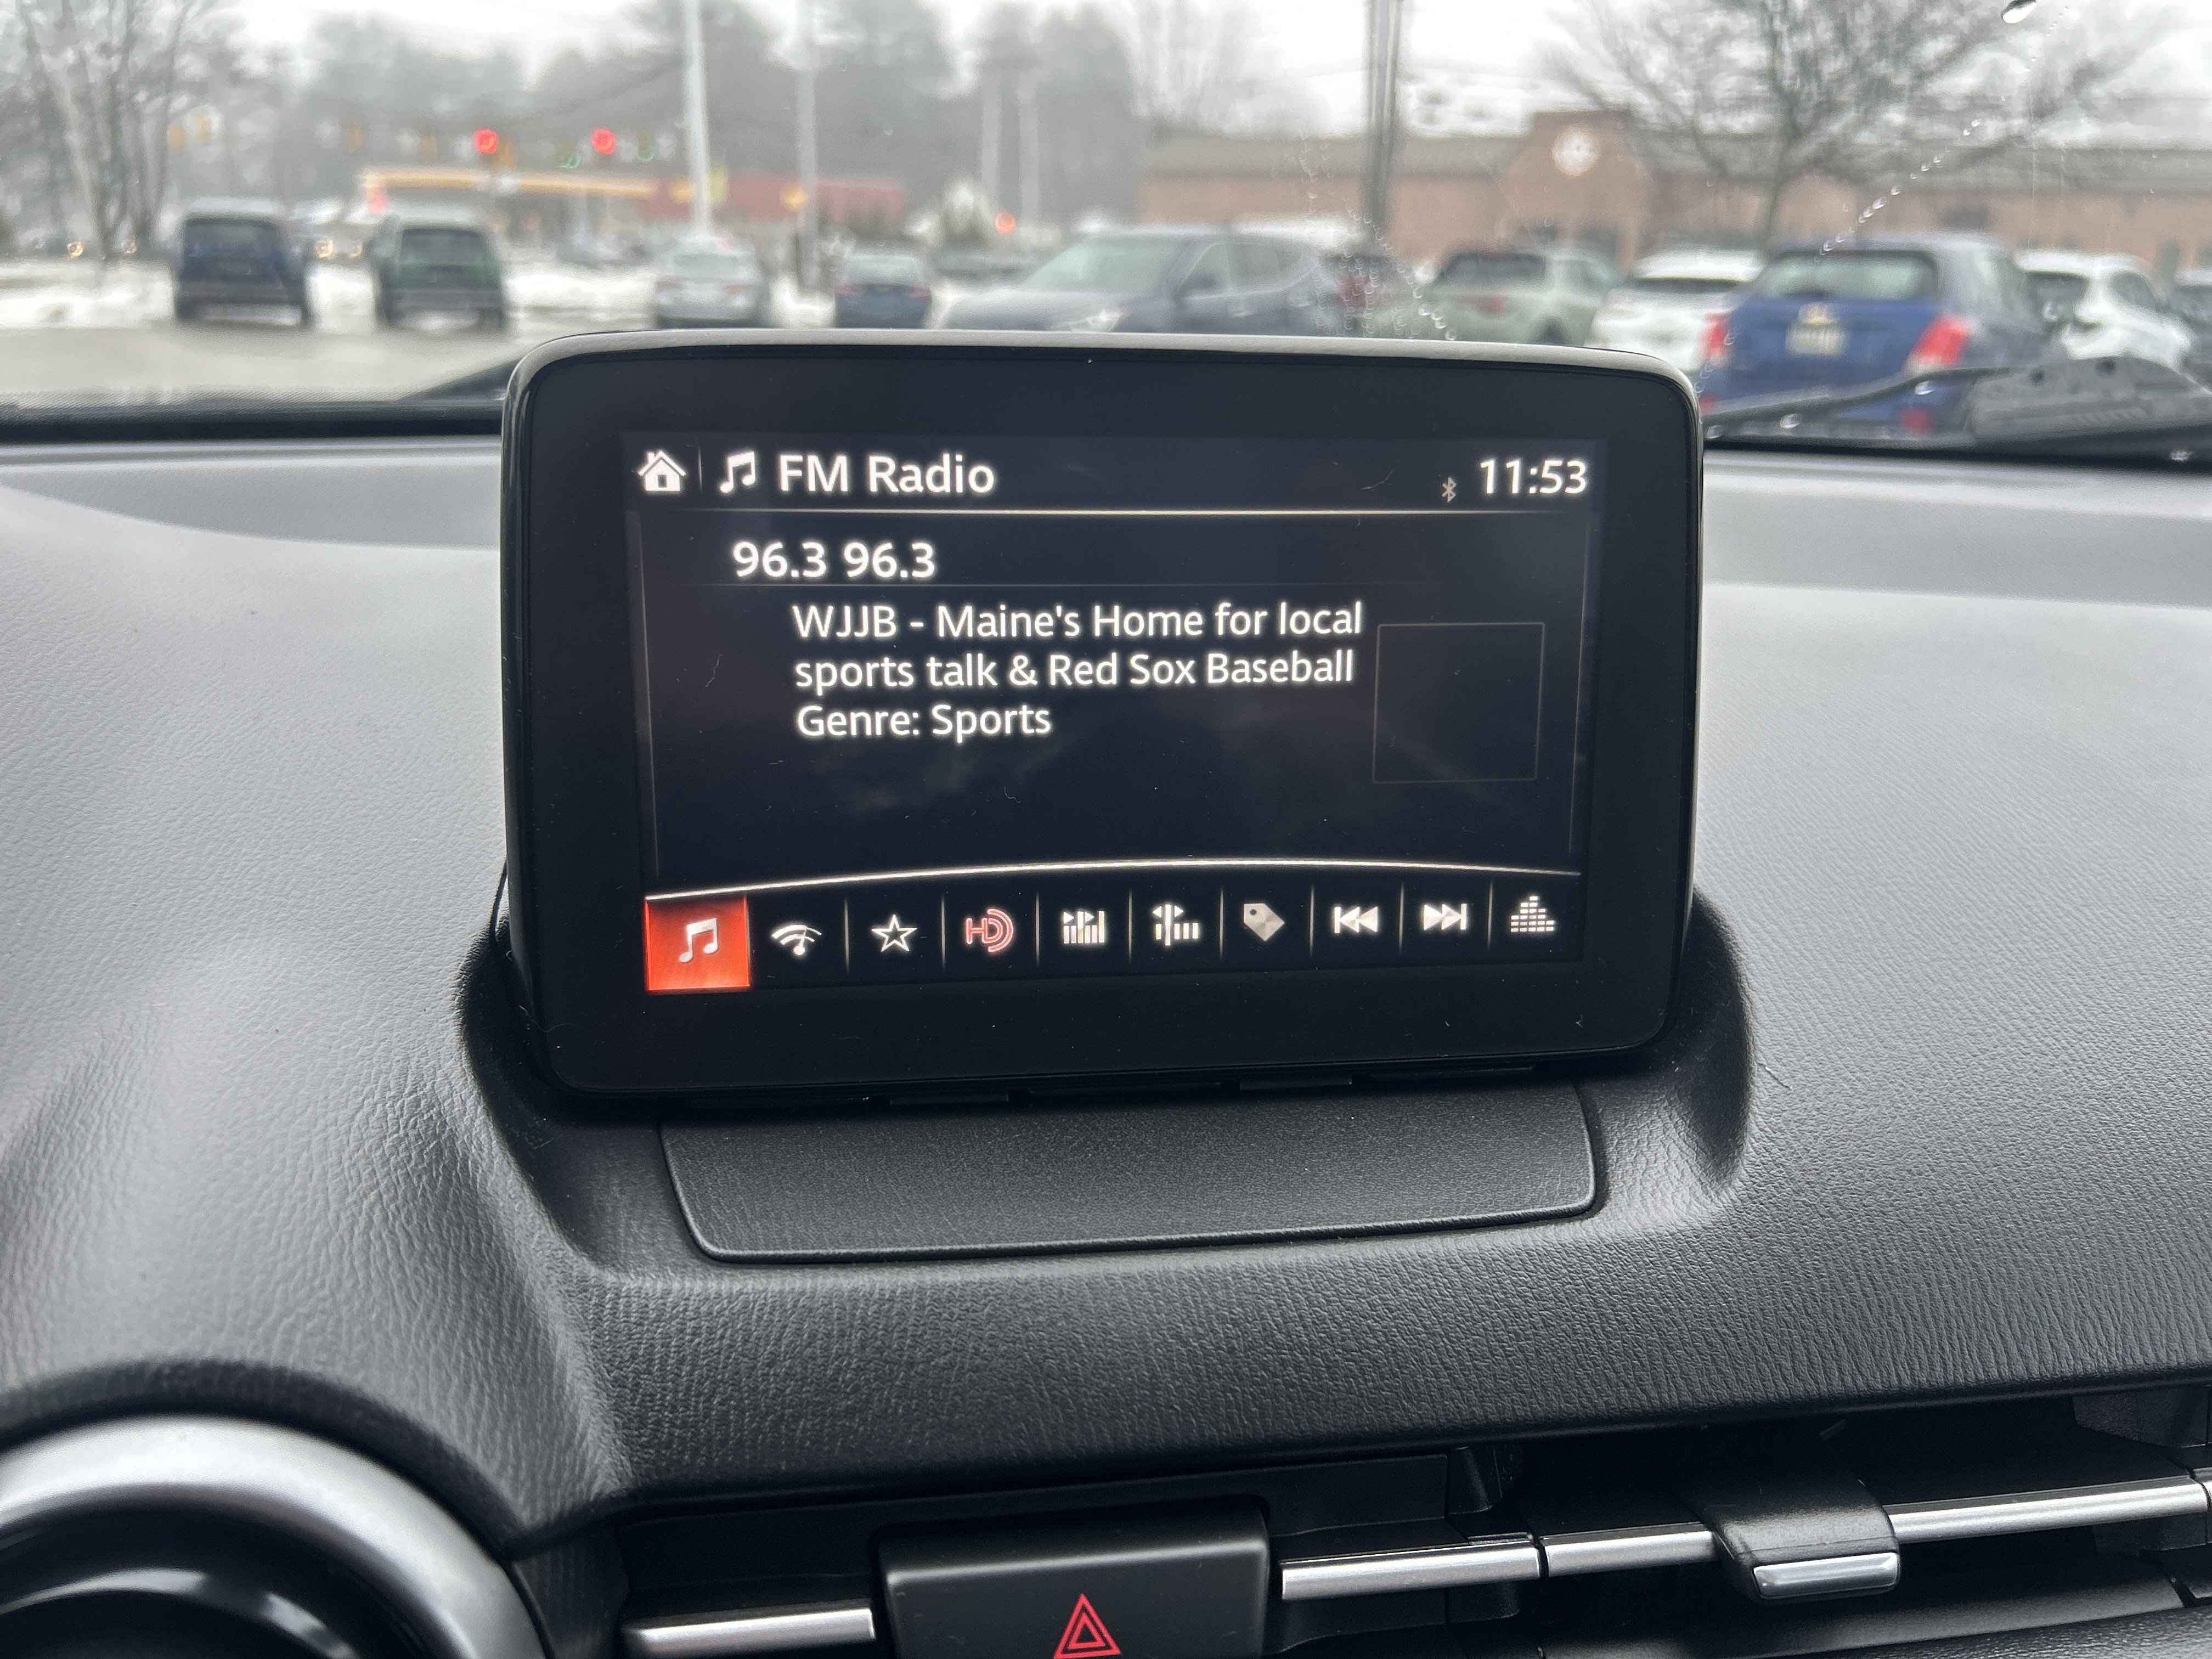 FM Radio 11:53
96.3 96.3
WJJB - Maine's Home for local
sports talk & Red Sox Baseball
Genre: Sports
HD